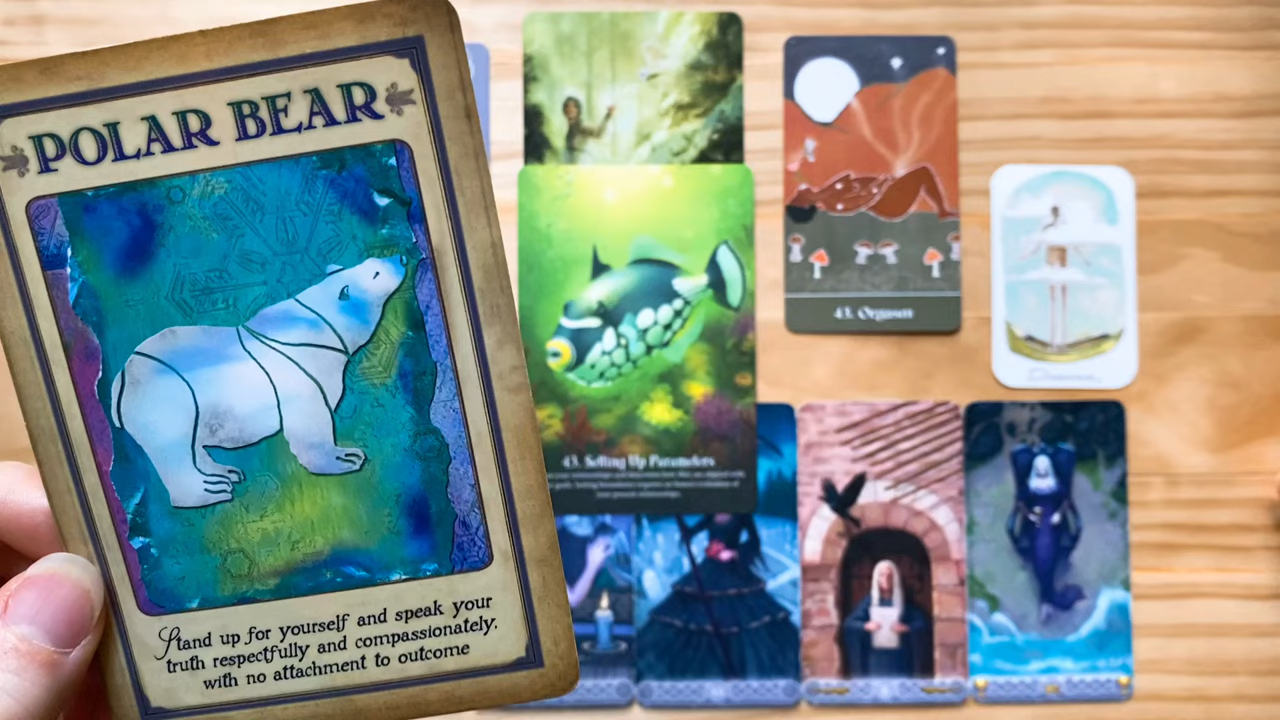 POLAR BEAR
Stand up for yourself and speak your
truth respectfully and compassionately.
with no attachment to outcome
43. Setting Up Parameters
43. Orgasm